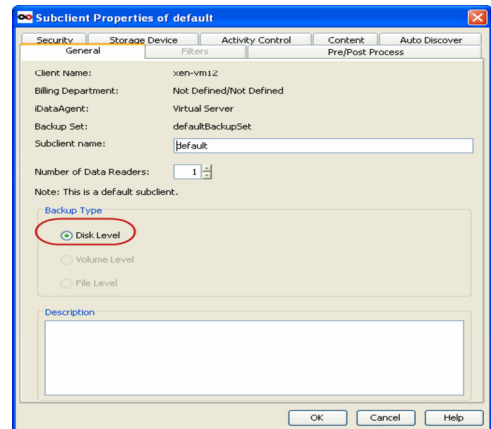 Subclient Properties of default
Security Storage Device Activity Control Content Auto Discover
General Filters Pre/Post Process
Client Name: xen-vm12
Billing Department: Not Defined/Not Defined
iDataAgent: Virtual Server
Backup Set: defaultBackupSet
Subclient name: default
Number of Data Readers: 1
Note: This is a default subclient.
Backup Type
Disk Level
Volume Level
File Level
Description
OK Cancel Help